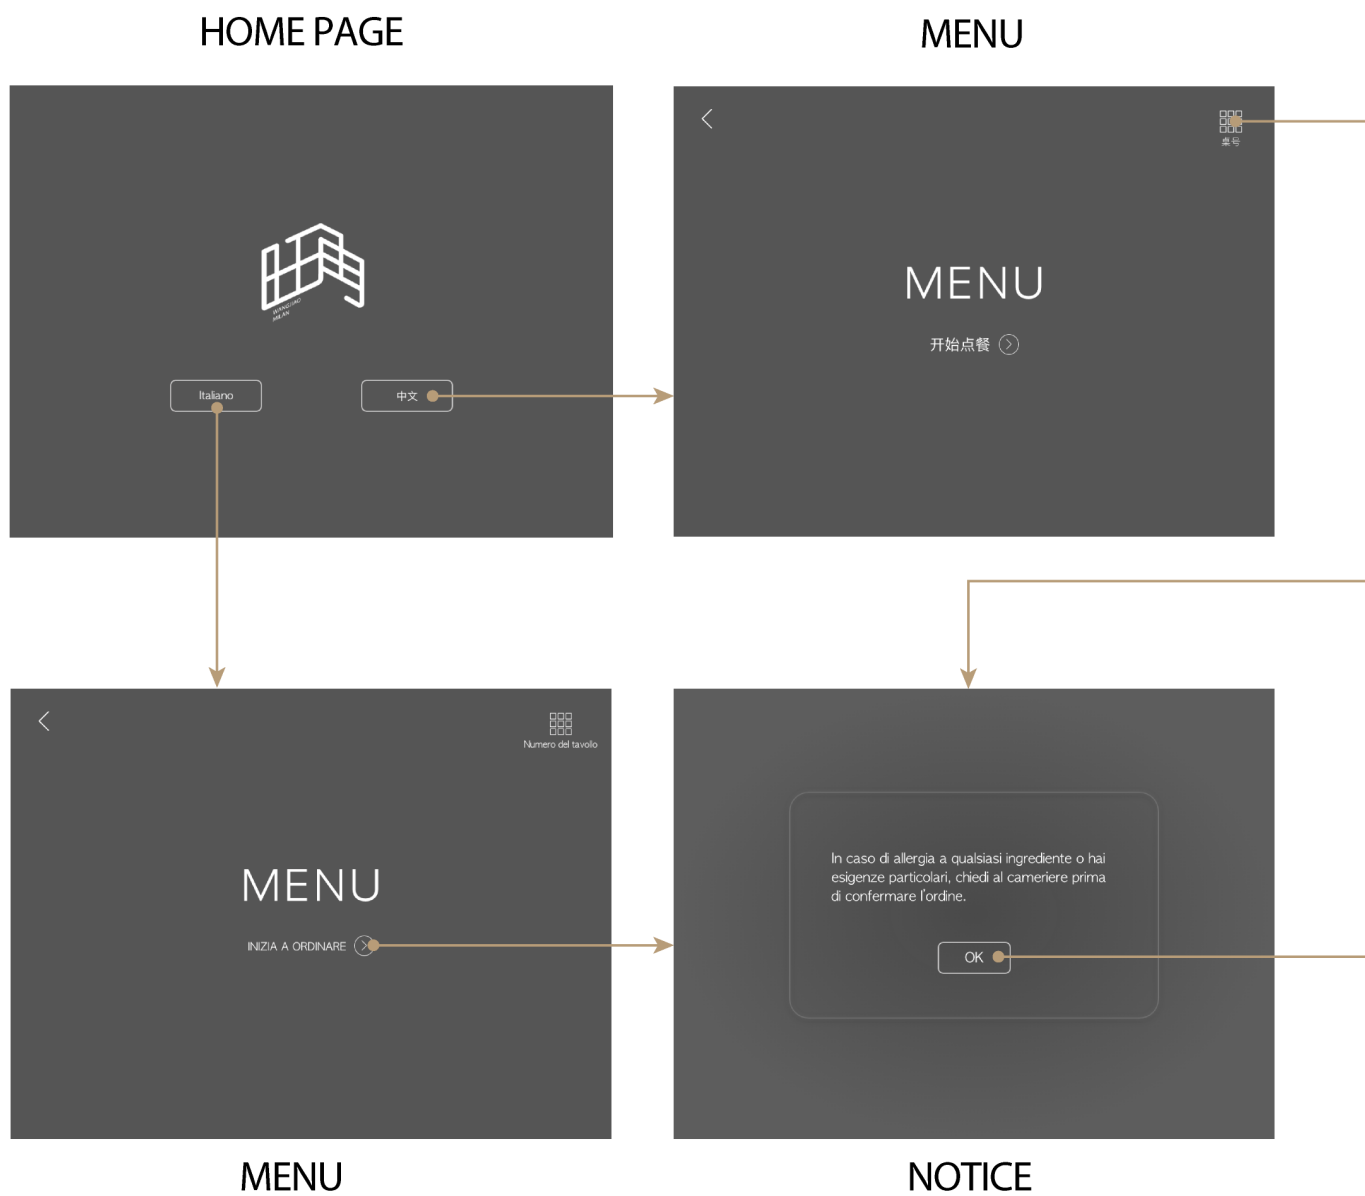 HOME PAGE
MENU
WANGJIAO
MILAN
Italiano
中文
桌号
MENU
开始点餐
Numero del tavolo
MENU
INIZIA A ORDINARE
In caso di allergia a qualsiasi ingrediente o hai
esigenze particolari, chiedi al cameriere prima
di confermare l'ordine.
OK
MENU
NOTICE